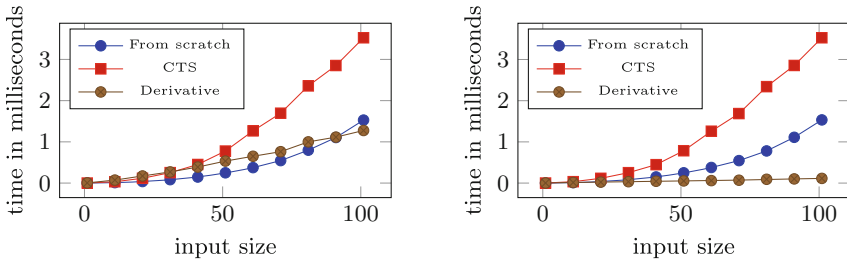 time in milliseconds
3
2
1
0
From scratch
CTS
Derivative
0
50
100
input size
time in milliseconds
3
2
1
0
From scratch
CTS
Derivative
0
50
100
input size